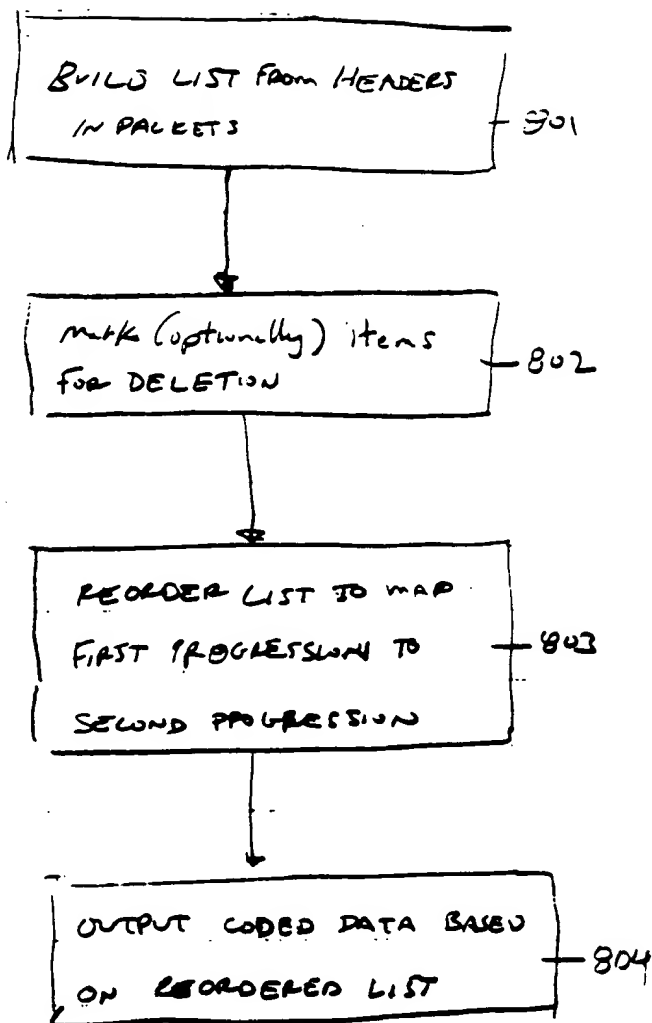 BUILD LIST FROM HEADERS
IN PACKETS
801
Mark (optionally) items
FOR DELETION
802
REORDER LIST TO MAP
FIRST PROGRESSION TO
SECOND PROGRESSION
803
OUTPUT CODED DATA BASED
ON REORDERED LIST
804